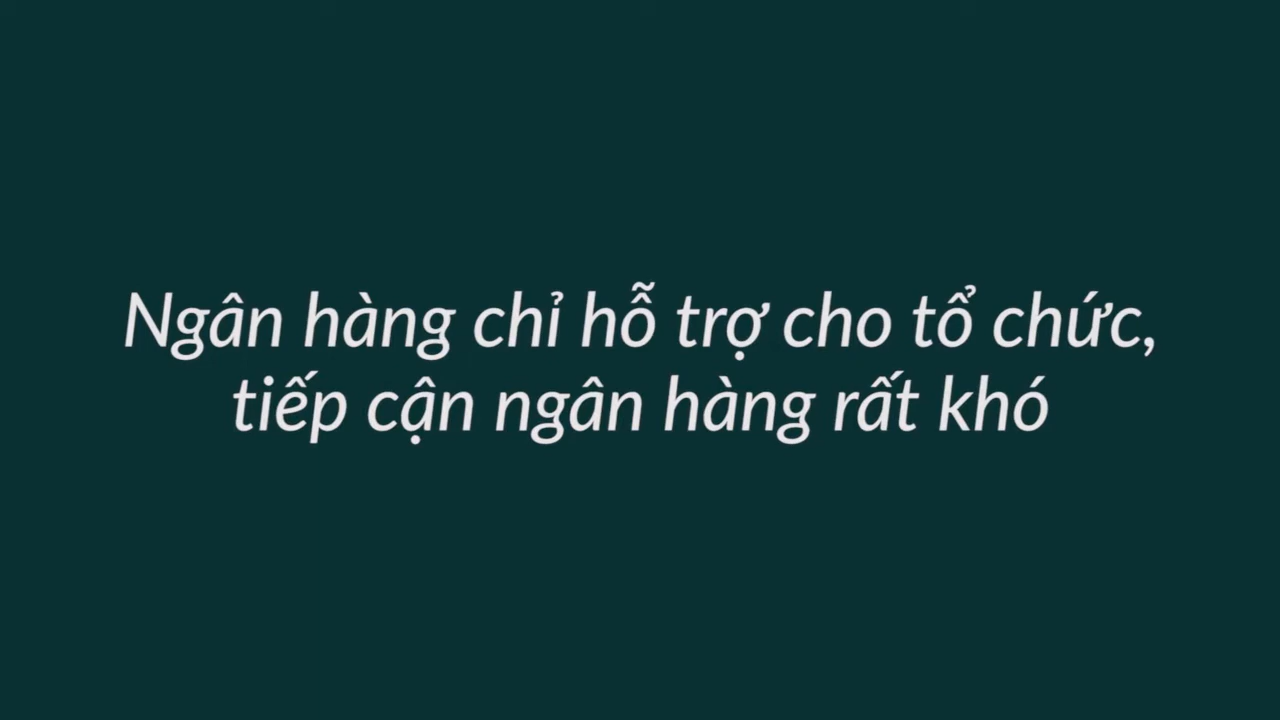 Ngân hàng chỉ hỗ trợ cho tổ chức,
tiếp cận ngân hàng rất khó